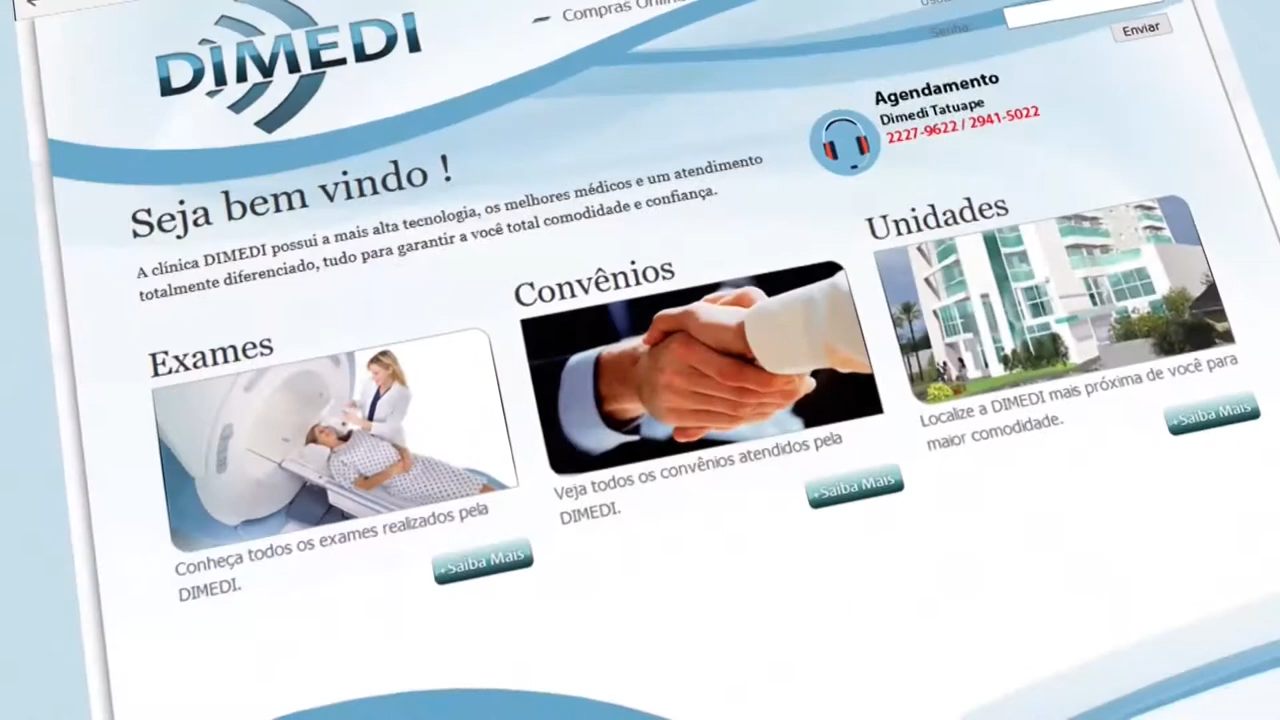 DIMEDI
Compras Online
Senha
Enviar
Agendamento
Dimedi Tatuape
2227-9622 / 2941-5022
Seja bem vindo !
A clínica DIMEDI possui a mais alta tecnologia, os melhores médicos e um atendimento
totalmente diferenciado, tudo para garantir a você total comodidade e confiança.
Exames
Conheça todos os exames realizados pela
DIMEDI.
+Saiba Mais
Convênios
Veja todos os convênios atendidos pela
DIMEDI.
+Saiba Mais
Unidades
Localize a DIMEDI mais próxima de você para
maior comodidade.
+Saiba Mais